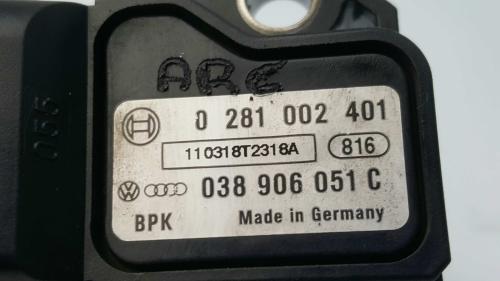 ARE
0 281 002 401
110318T2318A 816
038 906 051 C
BPK Made in Germany
055